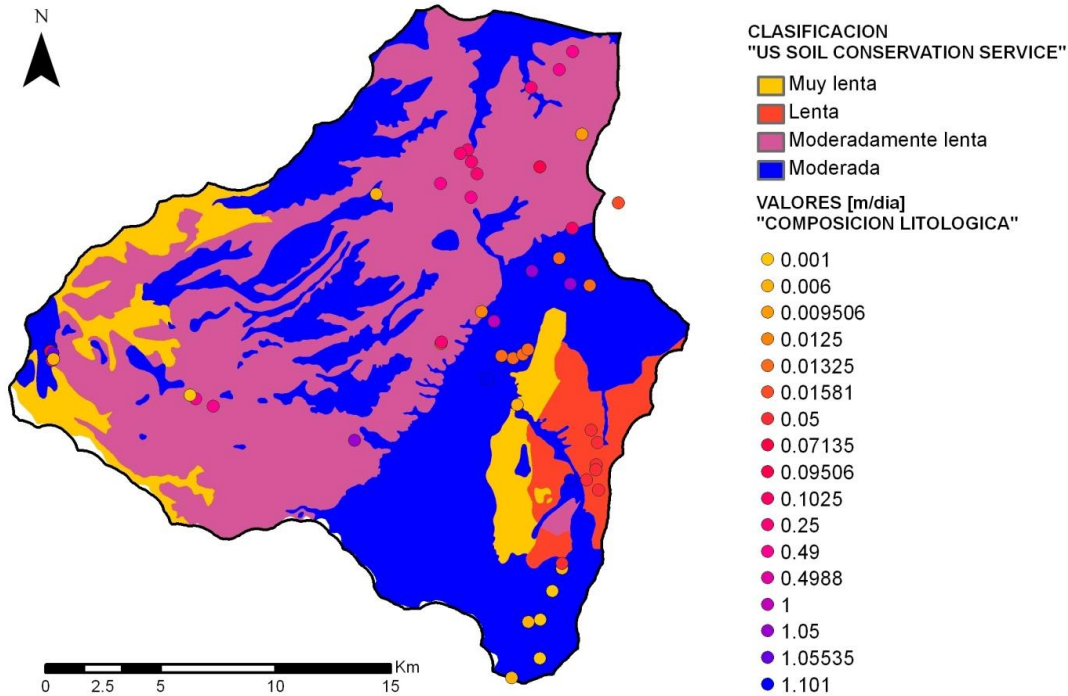 N
CLASIFICACION
"US SOIL CONSERVATION SERVICE"
Muy lenta
Lenta
Moderadamente lenta
Moderada
VALORES [m/dia]
"COMPOSICION LITOLOGICA"
0.001
0.006
0.009506
0.0125
0.01325
0.01581
0.05
0.07135
0.09506
0.1025
0.25
0.49
0.4988
1
1.05
1.05535
1.101
Km
0 2.5 5 10 15